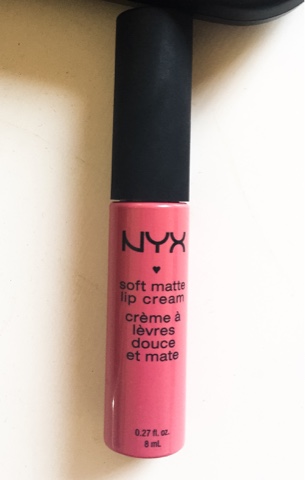 NYX
soft matte
lip cream
crème à
lèvres
douce
et mate
0.27 fl. oz.
8 mL